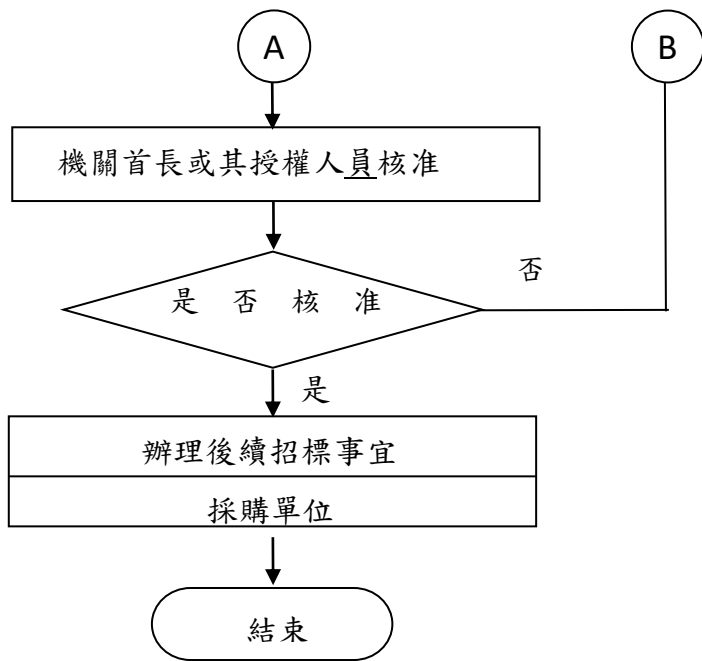 A
B
機關首長或其授權人員核准
否
是否核准
是
辦理後續招標事宜
採購單位
結束